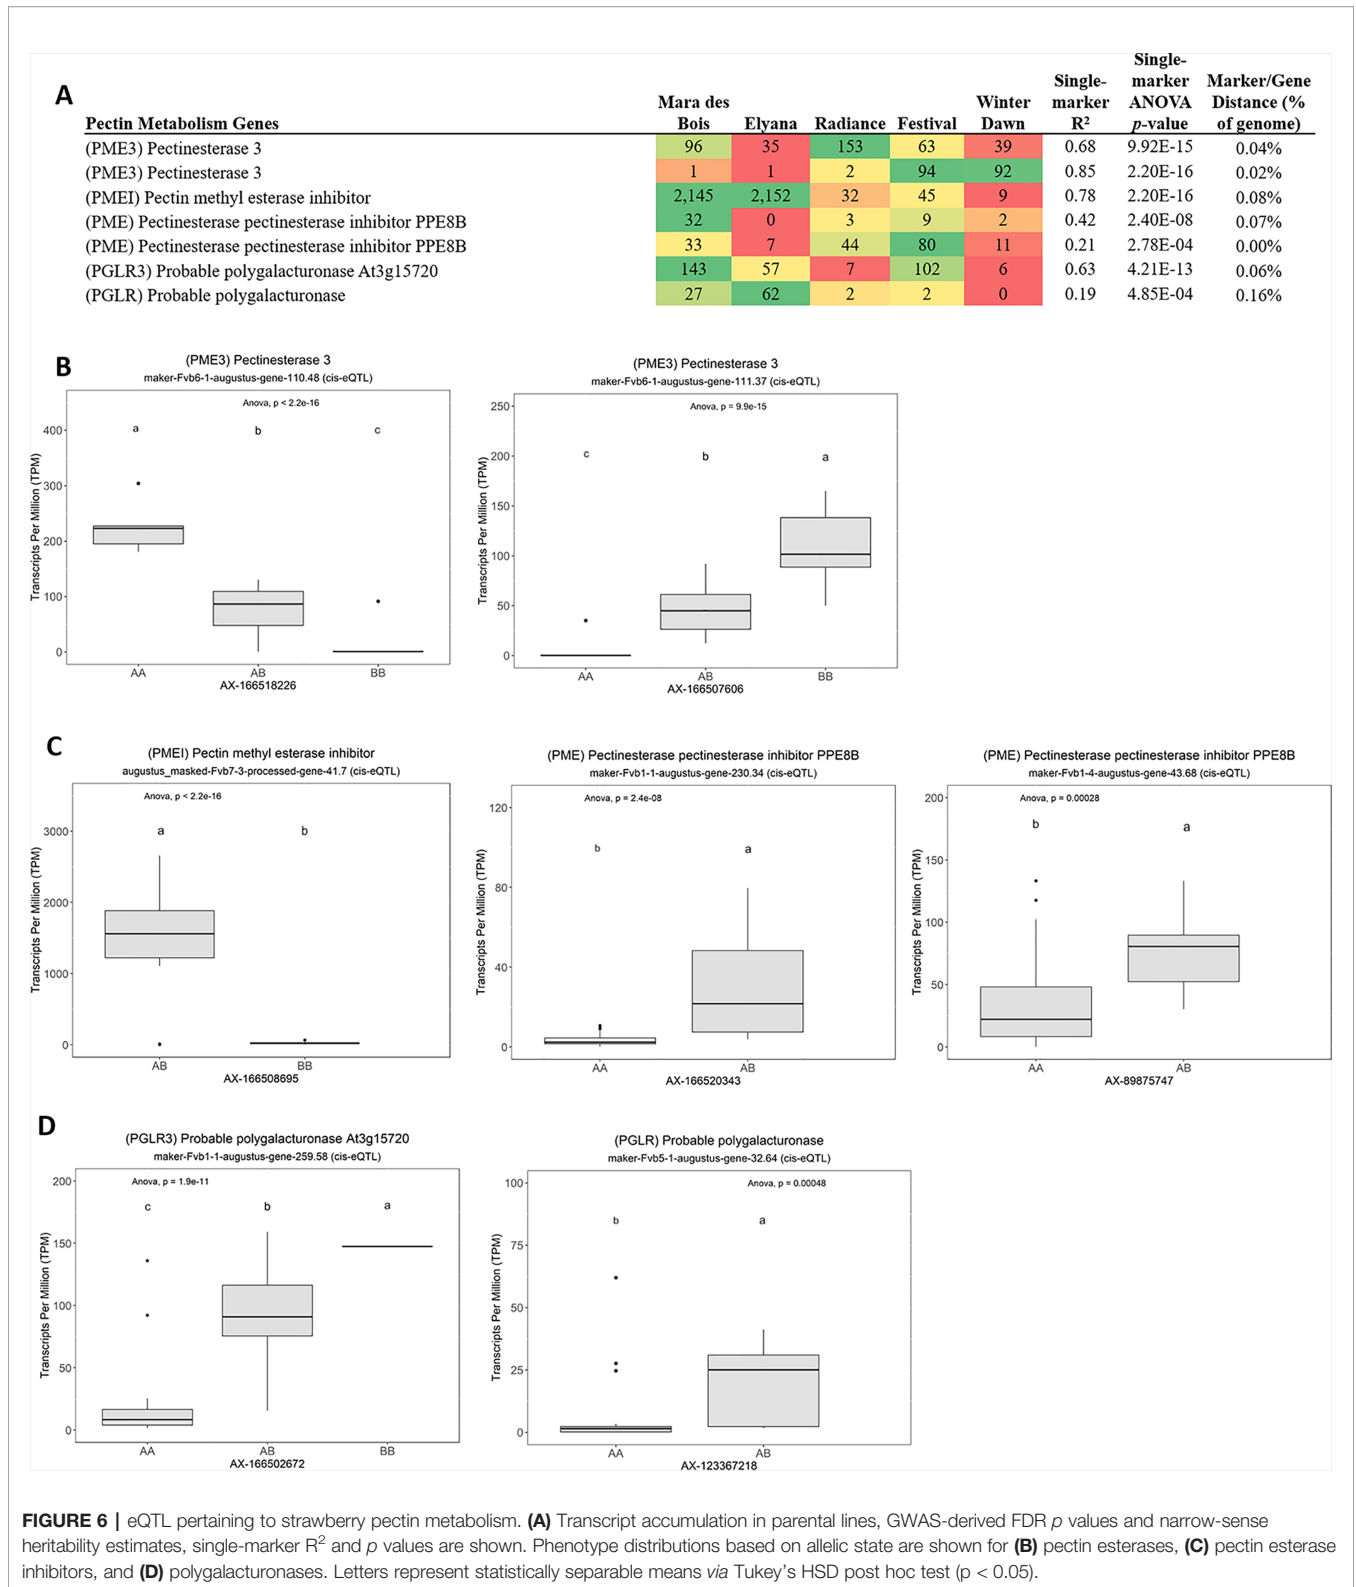 A
Single-
marker
ANOVA
p-value
Single-
marker
R²
Marker/Gene
Distance (%
of genome)
Pectin Metabolism Genes Mara des Bois Elyana Radiance Festival Winter Dawn
(PME3) Pectinesterase 3 96 35 153 63 39 0.68 9.92E-15 0.04%
(PME3) Pectinesterase 3 1 1 2 94 92 0.85 2.20E-16 0.02%
(PMEI) Pectin methyl esterase inhibitor 2,145 2,152 32 45 9 0.78 2.20E-16 0.08%
(PME) Pectinesterase pectinesterase inhibitor PPE8B 32 0 3 9 2 0.42 2.40E-08 0.07%
(PME) Pectinesterase pectinesterase inhibitor PPE8B 33 7 44 80 11 0.21 2.78E-04 0.00%
(PGLR3) Probable polygalacturonase At3g15720 143 57 7 102 6 0.63 4.21E-13 0.06%
(PGLR) Probable polygalacturonase 27 62 2 2 0 0.19 4.85E-04 0.16%
B
(PME3) Pectinesterase 3
maker-Fvb6-1-augustus-gene-110.48 (cis-eQTL)
Anova, p < 2.2e-16
a b c
Transcripts Per Million (TPM)
400
300
200
100
0
AA AB BB
AX-166518226
(PME3) Pectinesterase 3
maker-Fvb6-1-augustus-gene-111.37 (cis-eQTL)
Anova, p = 9.9e-15
c b a
Transcripts Per Million (TPM)
250
200
150
100
50
0
AA AB BB
AX-166507606
C
(PMEI) Pectin methyl esterase inhibitor
augustus_masked-Fvb7-3-processed-gene-41.7 (cis-eQTL)
Anova, p < 2.2e-16
a b
Transcripts Per Million (TPM)
3000
2000
1000
0
AB BB
AX-166508695
(PME) Pectinesterase pectinesterase inhibitor PPE8B
maker-Fvb1-1-augustus-gene-230.34 (cis-eQTL)
Anova, p = 2.4e-08
b a
Transcripts Per Million (TPM)
120
80
40
0
AA AB
AX-166520343
(PME) Pectinesterase pectinesterase inhibitor PPE8B
maker-Fvb1-4-augustus-gene-43.68 (cis-eQTL)
Anova, p = 0.00028
b a
Transcripts Per Million (TPM)
200
150
100
50
0
AA AB
AX-89875747
D
(PGLR3) Probable polygalacturonase At3g15720
maker-Fvb1-1-augustus-gene-259.58 (cis-eQTL)
Anova, p = 1.9e-11
c b a
Transcripts Per Million (TPM)
200
150
100
50
0
AA AB BB
AX-166502672
(PGLR) Probable polygalacturonase
maker-Fvb5-1-augustus-gene-32.64 (cis-eQTL)
Anova, p = 0.00048
b a
Transcripts Per Million (TPM)
100
75
50
25
0
AA AB
AX-123367218
FIGURE 6 | eQTL pertaining to strawberry pectin metabolism. (A) Transcript accumulation in parental lines, GWAS-derived FDR p values and narrow-sense
heritability estimates, single-marker R² and p values are shown. Phenotype distributions based on allelic state are shown for (B) pectin esterases, (C) pectin esterase
inhibitors, and (D) polygalacturonases. Letters represent statistically separable means via Tukey's HSD post hoc test (p < 0.05).